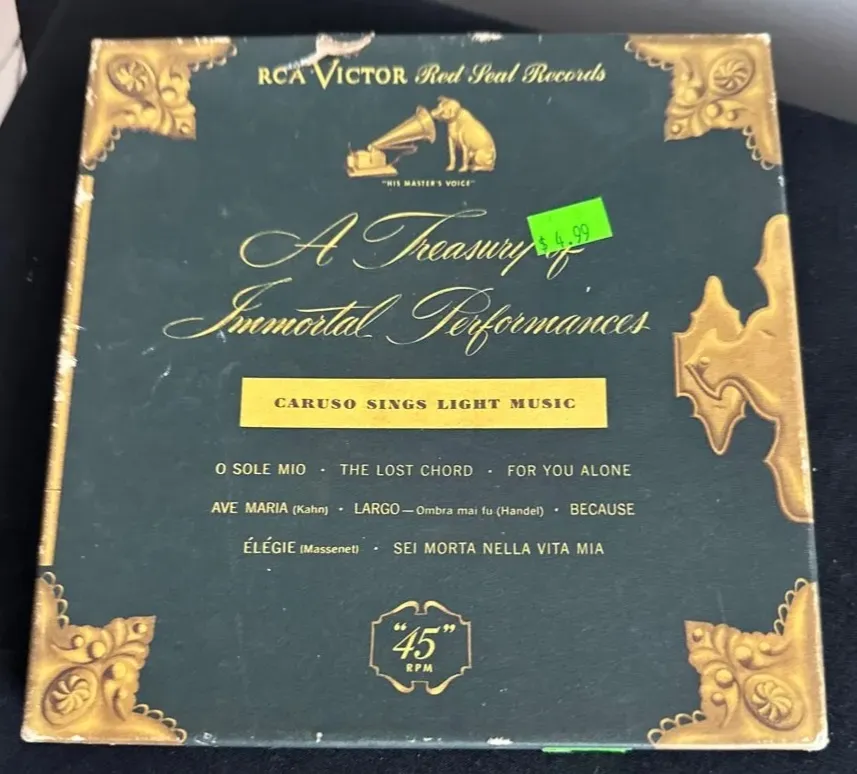 RCA VICTOR Red Seal Records
"HIS MASTER'S VOICE"
$ 4.99
A Treasury of
Immortal Performances
CARUSO SINGS LIGHT MUSIC
O SOLE MIO · THE LOST CHORD · FOR YOU ALONE
AVE MARIA (Kahn) · LARGO—Ombra mai fu (Handel) · BECAUSE
ÉLÉGIE (Massenet) · SEI MORTA NELLA VITA MIA
"45"
RPM